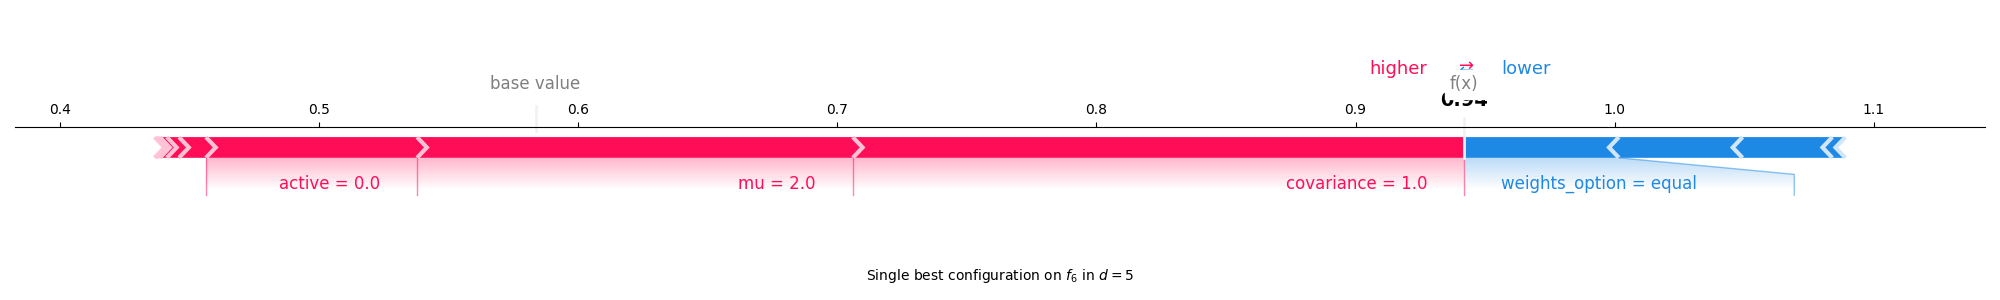 higher ⇄ lower
base value f(x)
0.94
0.4 0.5 0.6 0.7 0.8 0.9 1.0 1.1
active = 0.0 mu = 2.0 covariance = 1.0 weights_option = equal
Single best configuration on f₆ in d = 5